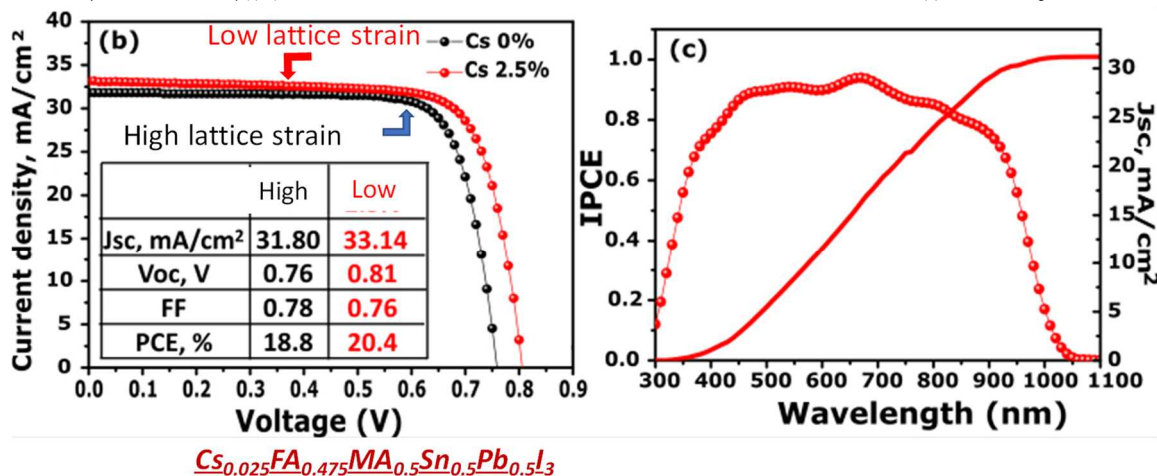 (b)
Low lattice strain
Cs 0%
Cs 2.5%
High lattice strain
High Low
Jsc, mA/cm² 31.80 33.14
Voc, V 0.76 0.81
FF 0.78 0.76
PCE, % 18.8 20.4
Current density, mA/cm²
40
35
30
25
20
15
10
5
0
0.0 0.1 0.2 0.3 0.4 0.5 0.6 0.7 0.8 0.9
Voltage (V)
(c)
IPCE
1.0
0.8
0.6
0.4
0.2
0.0
30
25
20
15
10
5
0
Jsc, mA/cm²
300 400 500 600 700 800 900 1000 1100
Wavelength (nm)
Cs0.025FA0.475MA0.5Sn0.5Pb0.5I3